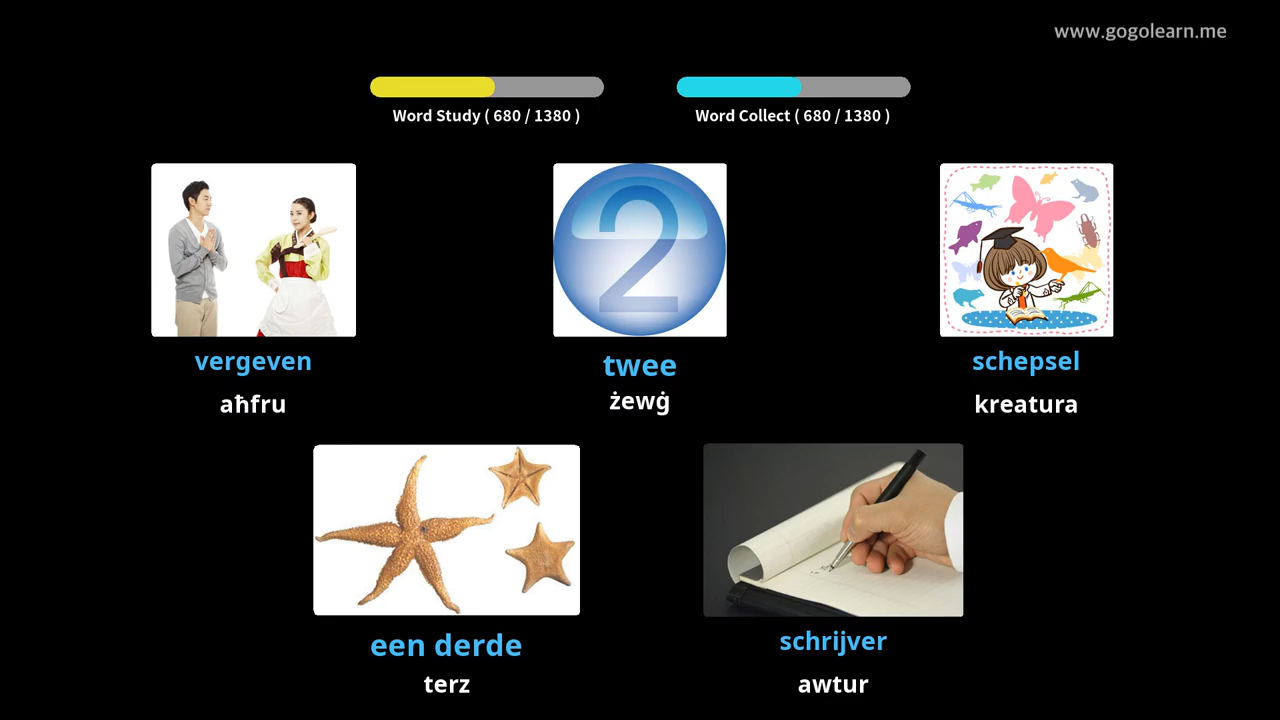 www.gogolearn.me
Word Study ( 680 / 1380 )
Word Collect ( 680 / 1380 )
2
vergeven
aħfru
twee
żewġ
schepsel
kreatura
een derde
terz
schrijver
awtur